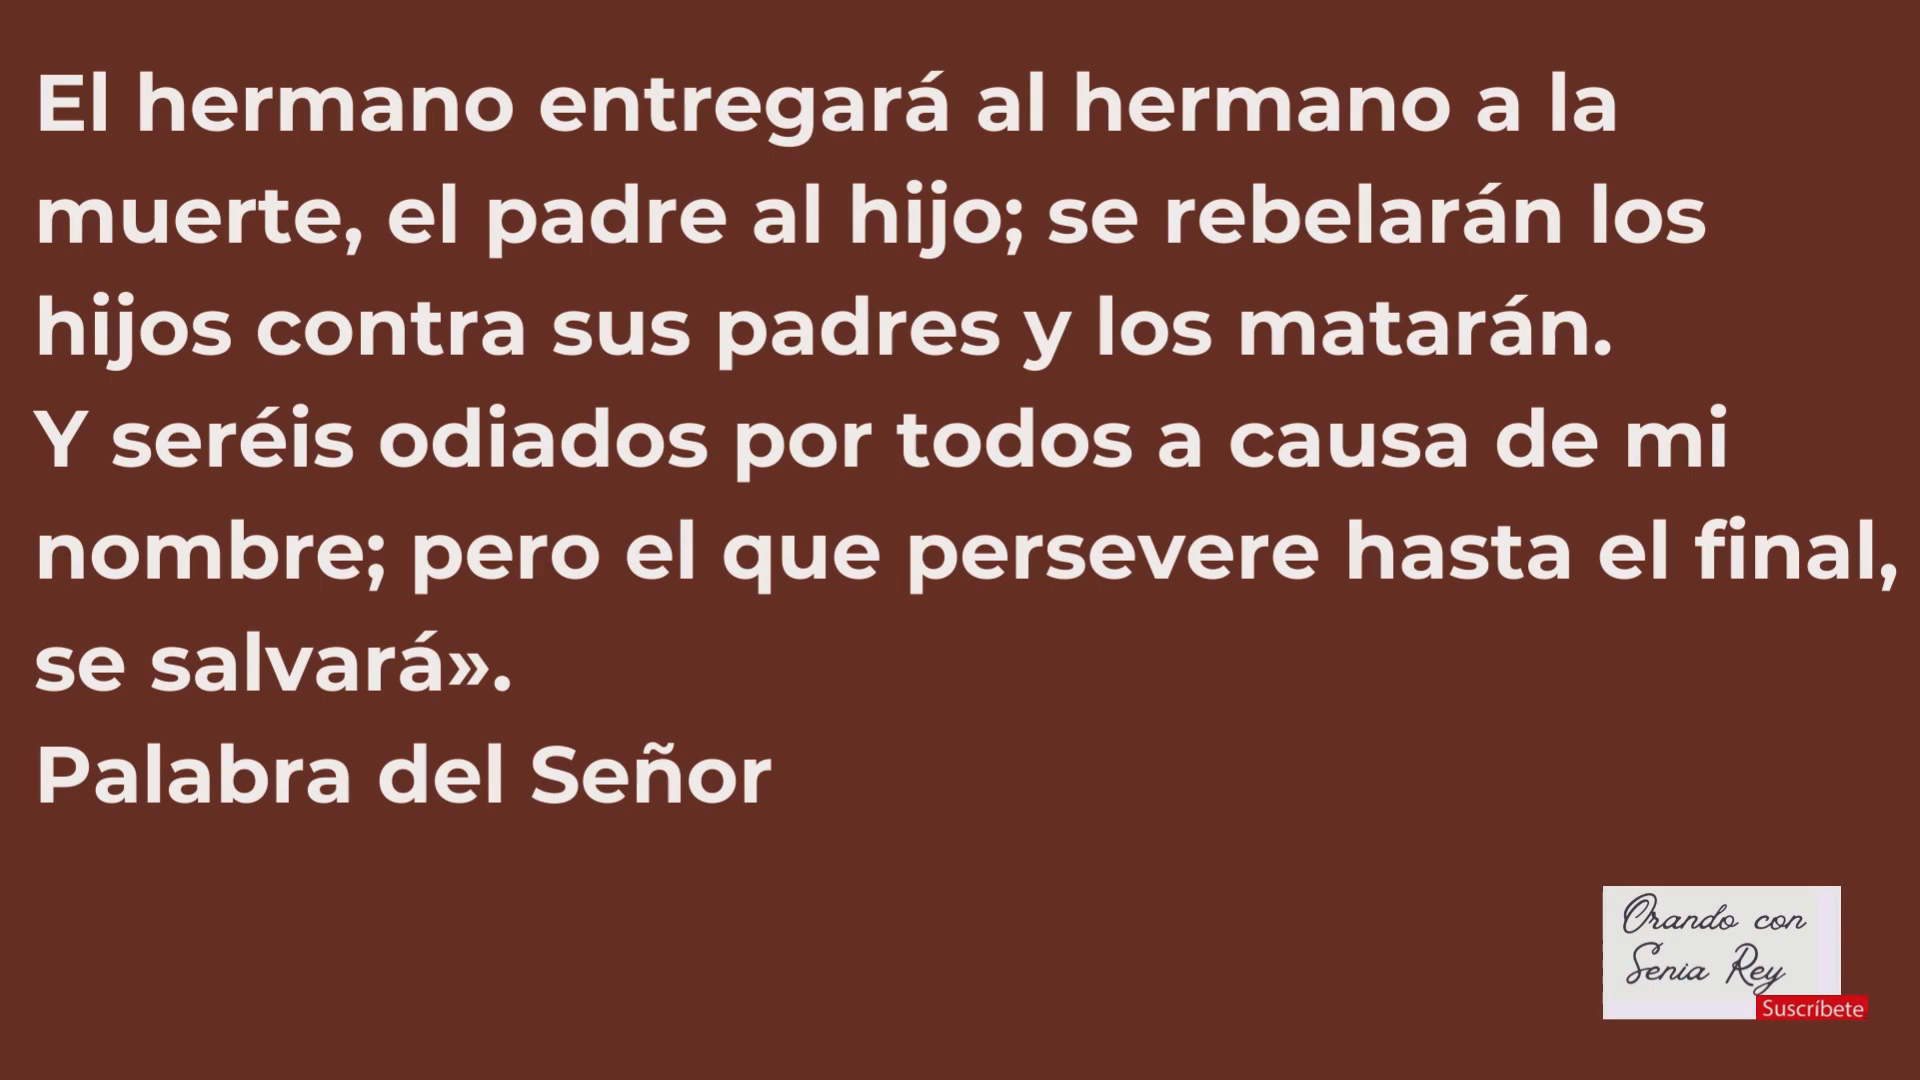 El hermano entregará al hermano a la
muerte, el padre al hijo; se rebelarán los
hijos contra sus padres y los matarán.
Y seréis odiados por todos a causa de mi
nombre; pero el que persevere hasta el final,
se salvará».
Palabra del Señor
Orando con
Senia Rey
Suscríbete